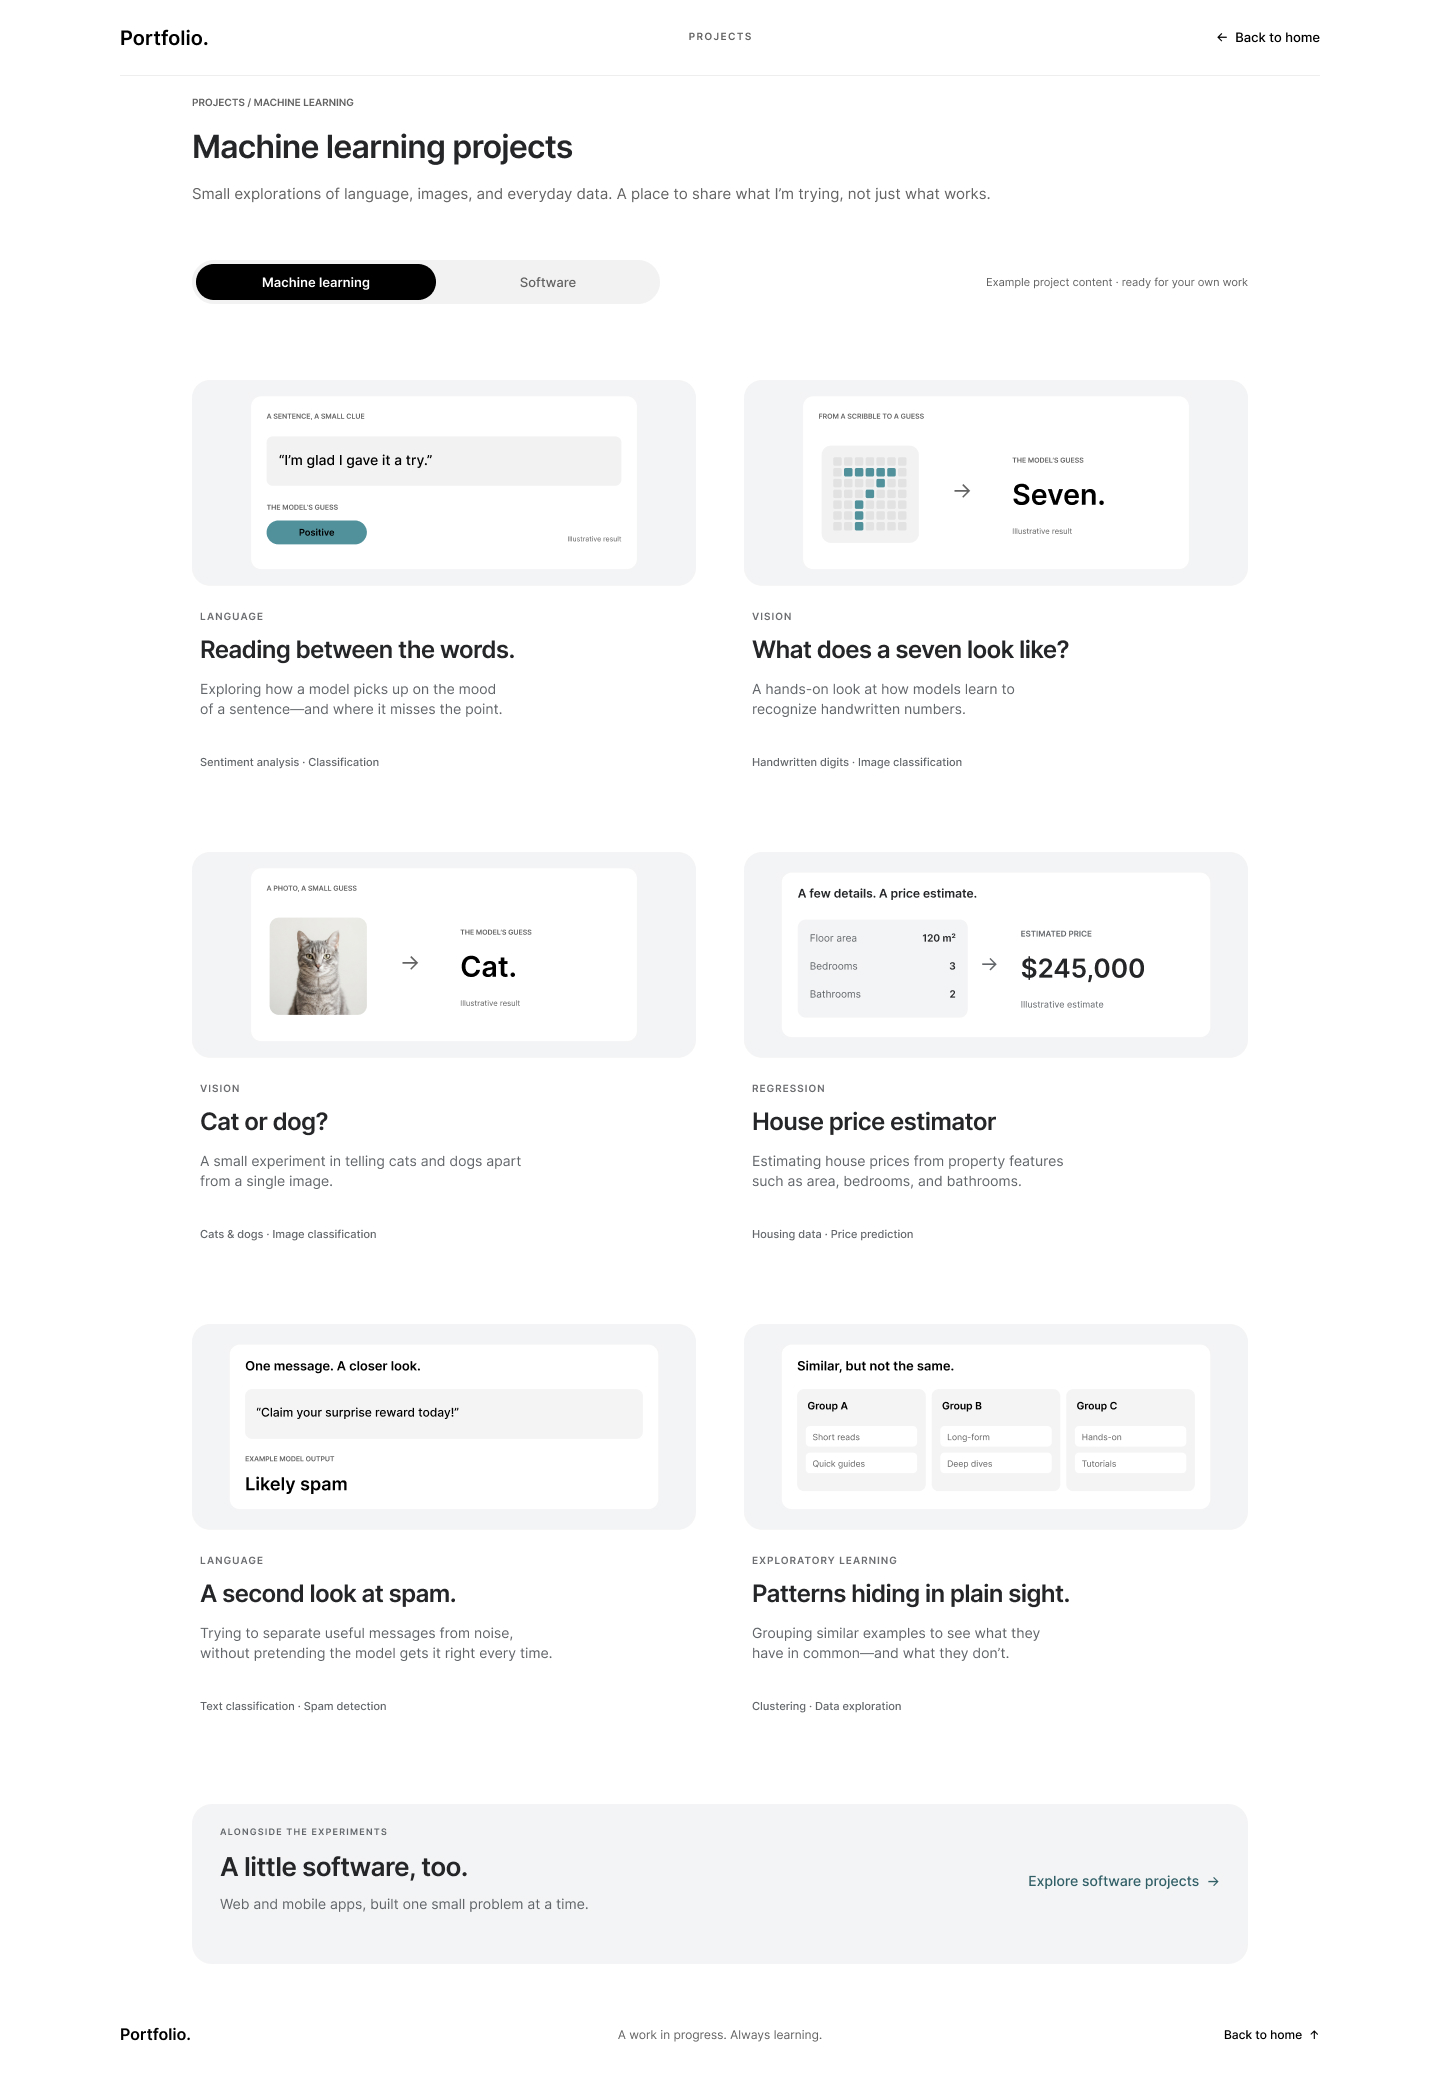 Portfolio.
PROJECTS
← Back to home
PROJECTS / MACHINE LEARNING
Machine learning projects
Small explorations of language, images, and everyday data. A place to share what I’m trying, not just what works.
Machine learning
Software
Example project content · ready for your own work
A SENTENCE, A SMALL CLUE
“I’m glad I gave it a try.”
THE MODEL’S GUESS
Positive
Illustrative result
LANGUAGE
Reading between the words.
Exploring how a model picks up on the mood
of a sentence—and where it misses the point.
Sentiment analysis · Classification
FROM A SCRIBBLE TO A GUESS
→
THE MODEL’S GUESS
Seven.
Illustrative result
VISION
What does a seven look like?
A hands-on look at how models learn to
recognize handwritten numbers.
Handwritten digits · Image classification
A PHOTO, A SMALL GUESS
→
THE MODEL’S GUESS
Cat.
Illustrative result
VISION
Cat or dog?
A small experiment in telling cats and dogs apart
from a single image.
Cats & dogs · Image classification
A few details. A price estimate.
Floor area 120 m²
Bedrooms 3
Bathrooms 2
→
ESTIMATED PRICE
$245,000
Illustrative estimate
REGRESSION
House price estimator
Estimating house prices from property features
such as area, bedrooms, and bathrooms.
Housing data · Price prediction
One message. A closer look.
“Claim your surprise reward today!”
EXAMPLE MODEL OUTPUT
Likely spam
LANGUAGE
A second look at spam.
Trying to separate useful messages from noise,
without pretending the model gets it right every time.
Text classification · Spam detection
Similar, but not the same.
Group A
Short reads
Quick guides
Group B
Long-form
Deep dives
Group C
Hands-on
Tutorials
EXPLORATORY LEARNING
Patterns hiding in plain sight.
Grouping similar examples to see what they
have in common—and what they don’t.
Clustering · Data exploration
ALONGSIDE THE EXPERIMENTS
A little software, too.
Web and mobile apps, built one small problem at a time.
Explore software projects →
Portfolio.
A work in progress. Always learning.
Back to home ↑